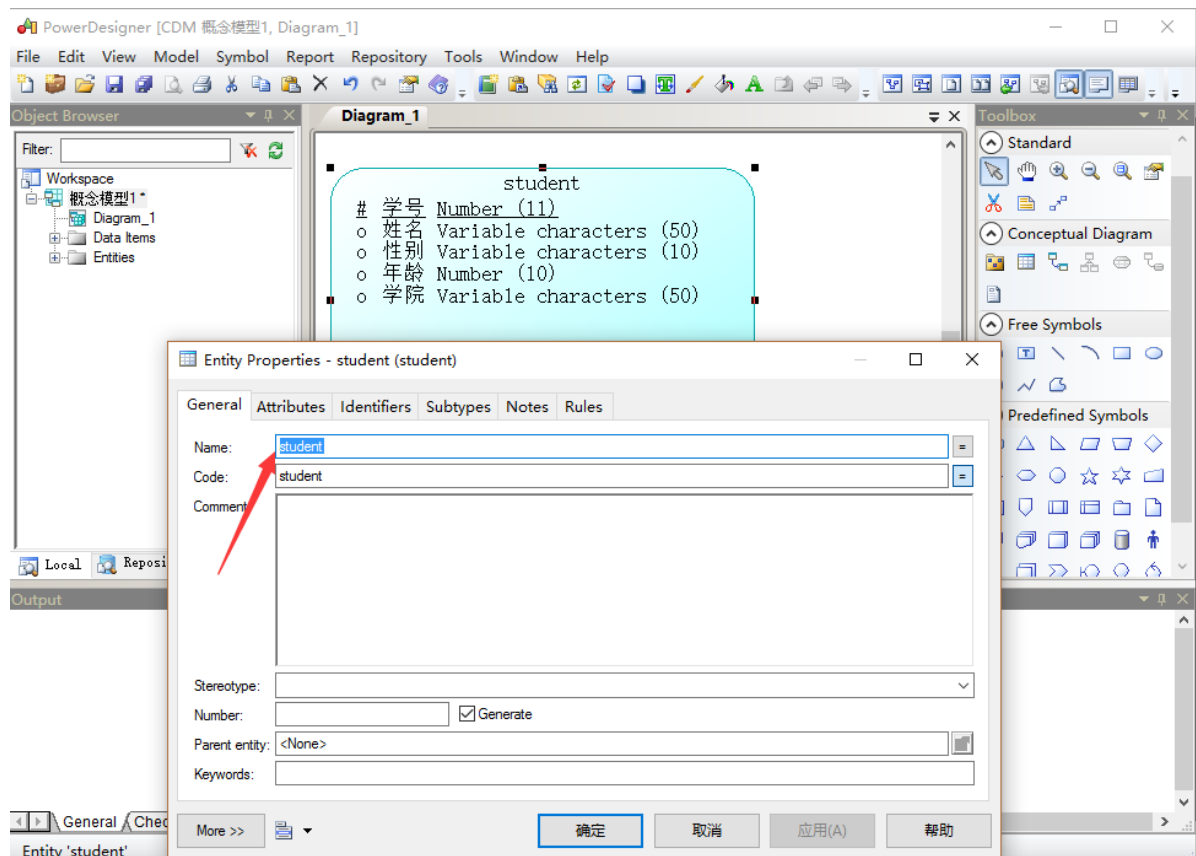 PowerDesigner [CDM 概念模型1, Diagram_1]
File Edit View Model Symbol Report Repository Tools Window Help
Object Browser
Diagram_1
Toolbox
Filter:
Workspace
概念模型1 *
Diagram_1
Data Items
Entities
student
# 学号 Number (11)
o 姓名 Variable characters (50)
o 性别 Variable characters (10)
o 年龄 Number (10)
o 学院 Variable characters (50)
Standard
Conceptual Diagram
Free Symbols
Predefined Symbols
Entity Properties - student (student)
General Attributes Identifiers Subtypes Notes Rules
Name: student =
Code: student =
Comment
Stereotype:
Number: Generate
Parent entity: <None>
Keywords:
More >> 确定 取消 应用(A) 帮助
Local Reposi
Output
General Chec
Entity 'student'